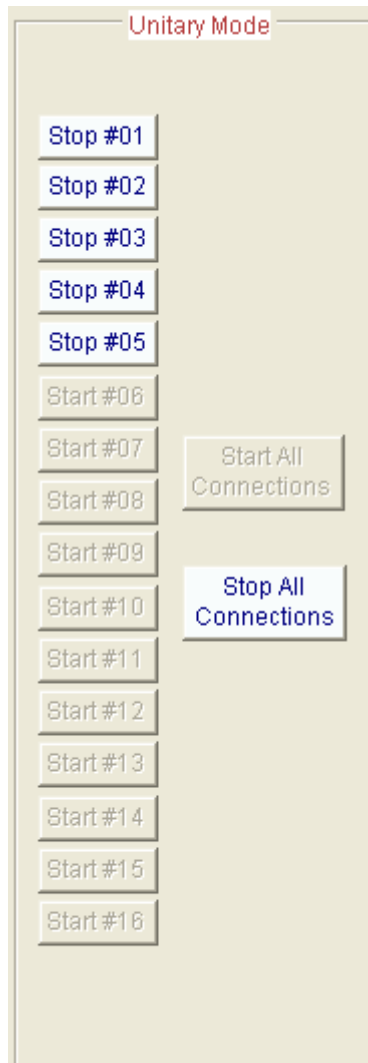 Unitary Mode
Stop #01
Stop #02
Stop #03
Stop #04
Stop #05
Start #06
Start #07
Start #08
Start #09
Start #10
Start #11
Start #12
Start #13
Start #14
Start #15
Start #16
Start All
Connections
Stop All
Connections